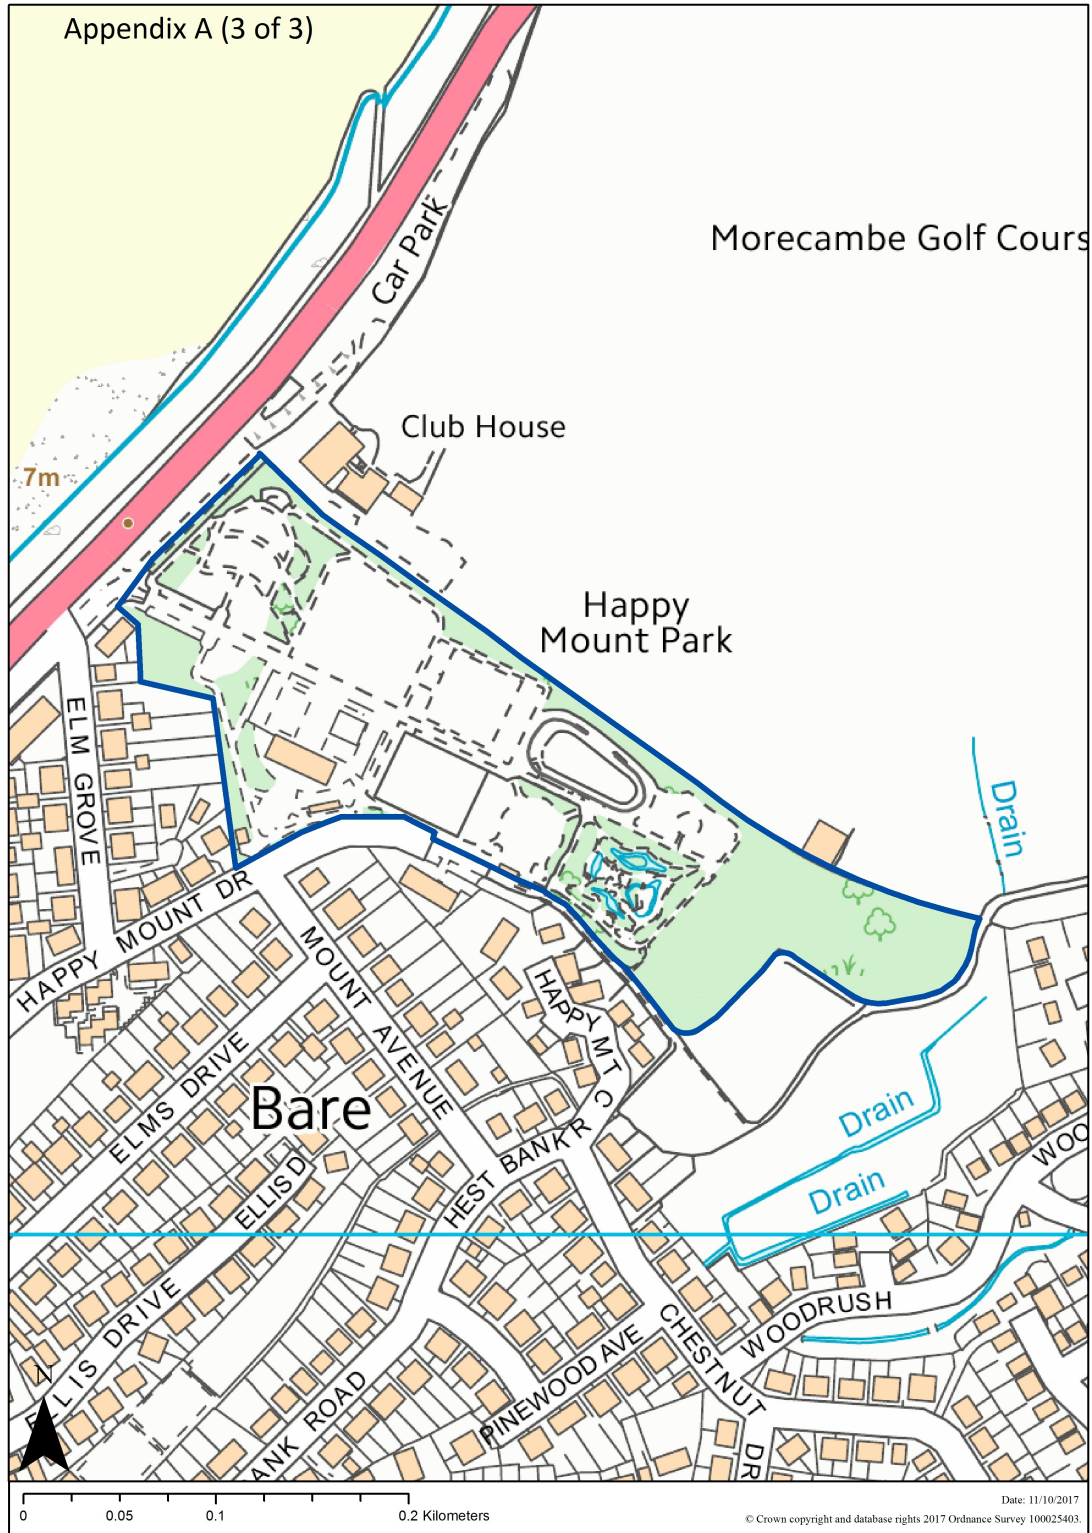 Appendix A (3 of 3)
Car Park
Morecambe Golf Cours
Club House
7m
Happy
Mount Park
ELM GROVE
Drain
HAPPY MOUNT DR
MOUNT AVENUE
HAPPY MT C
ELMS DRIVE
Bare
Drain
HEST BANK R
WOO
ELLIS D
Drain
ELLIS DRIVE
WOODRUSH
CHESTNUT
PINEWOOD AVE
ANK ROAD
DR
N
0 0.05 0.1 0.2 Kilometers
Date: 11/10/2017
© Crown copyright and database rights 2017 Ordnance Survey 100025403.